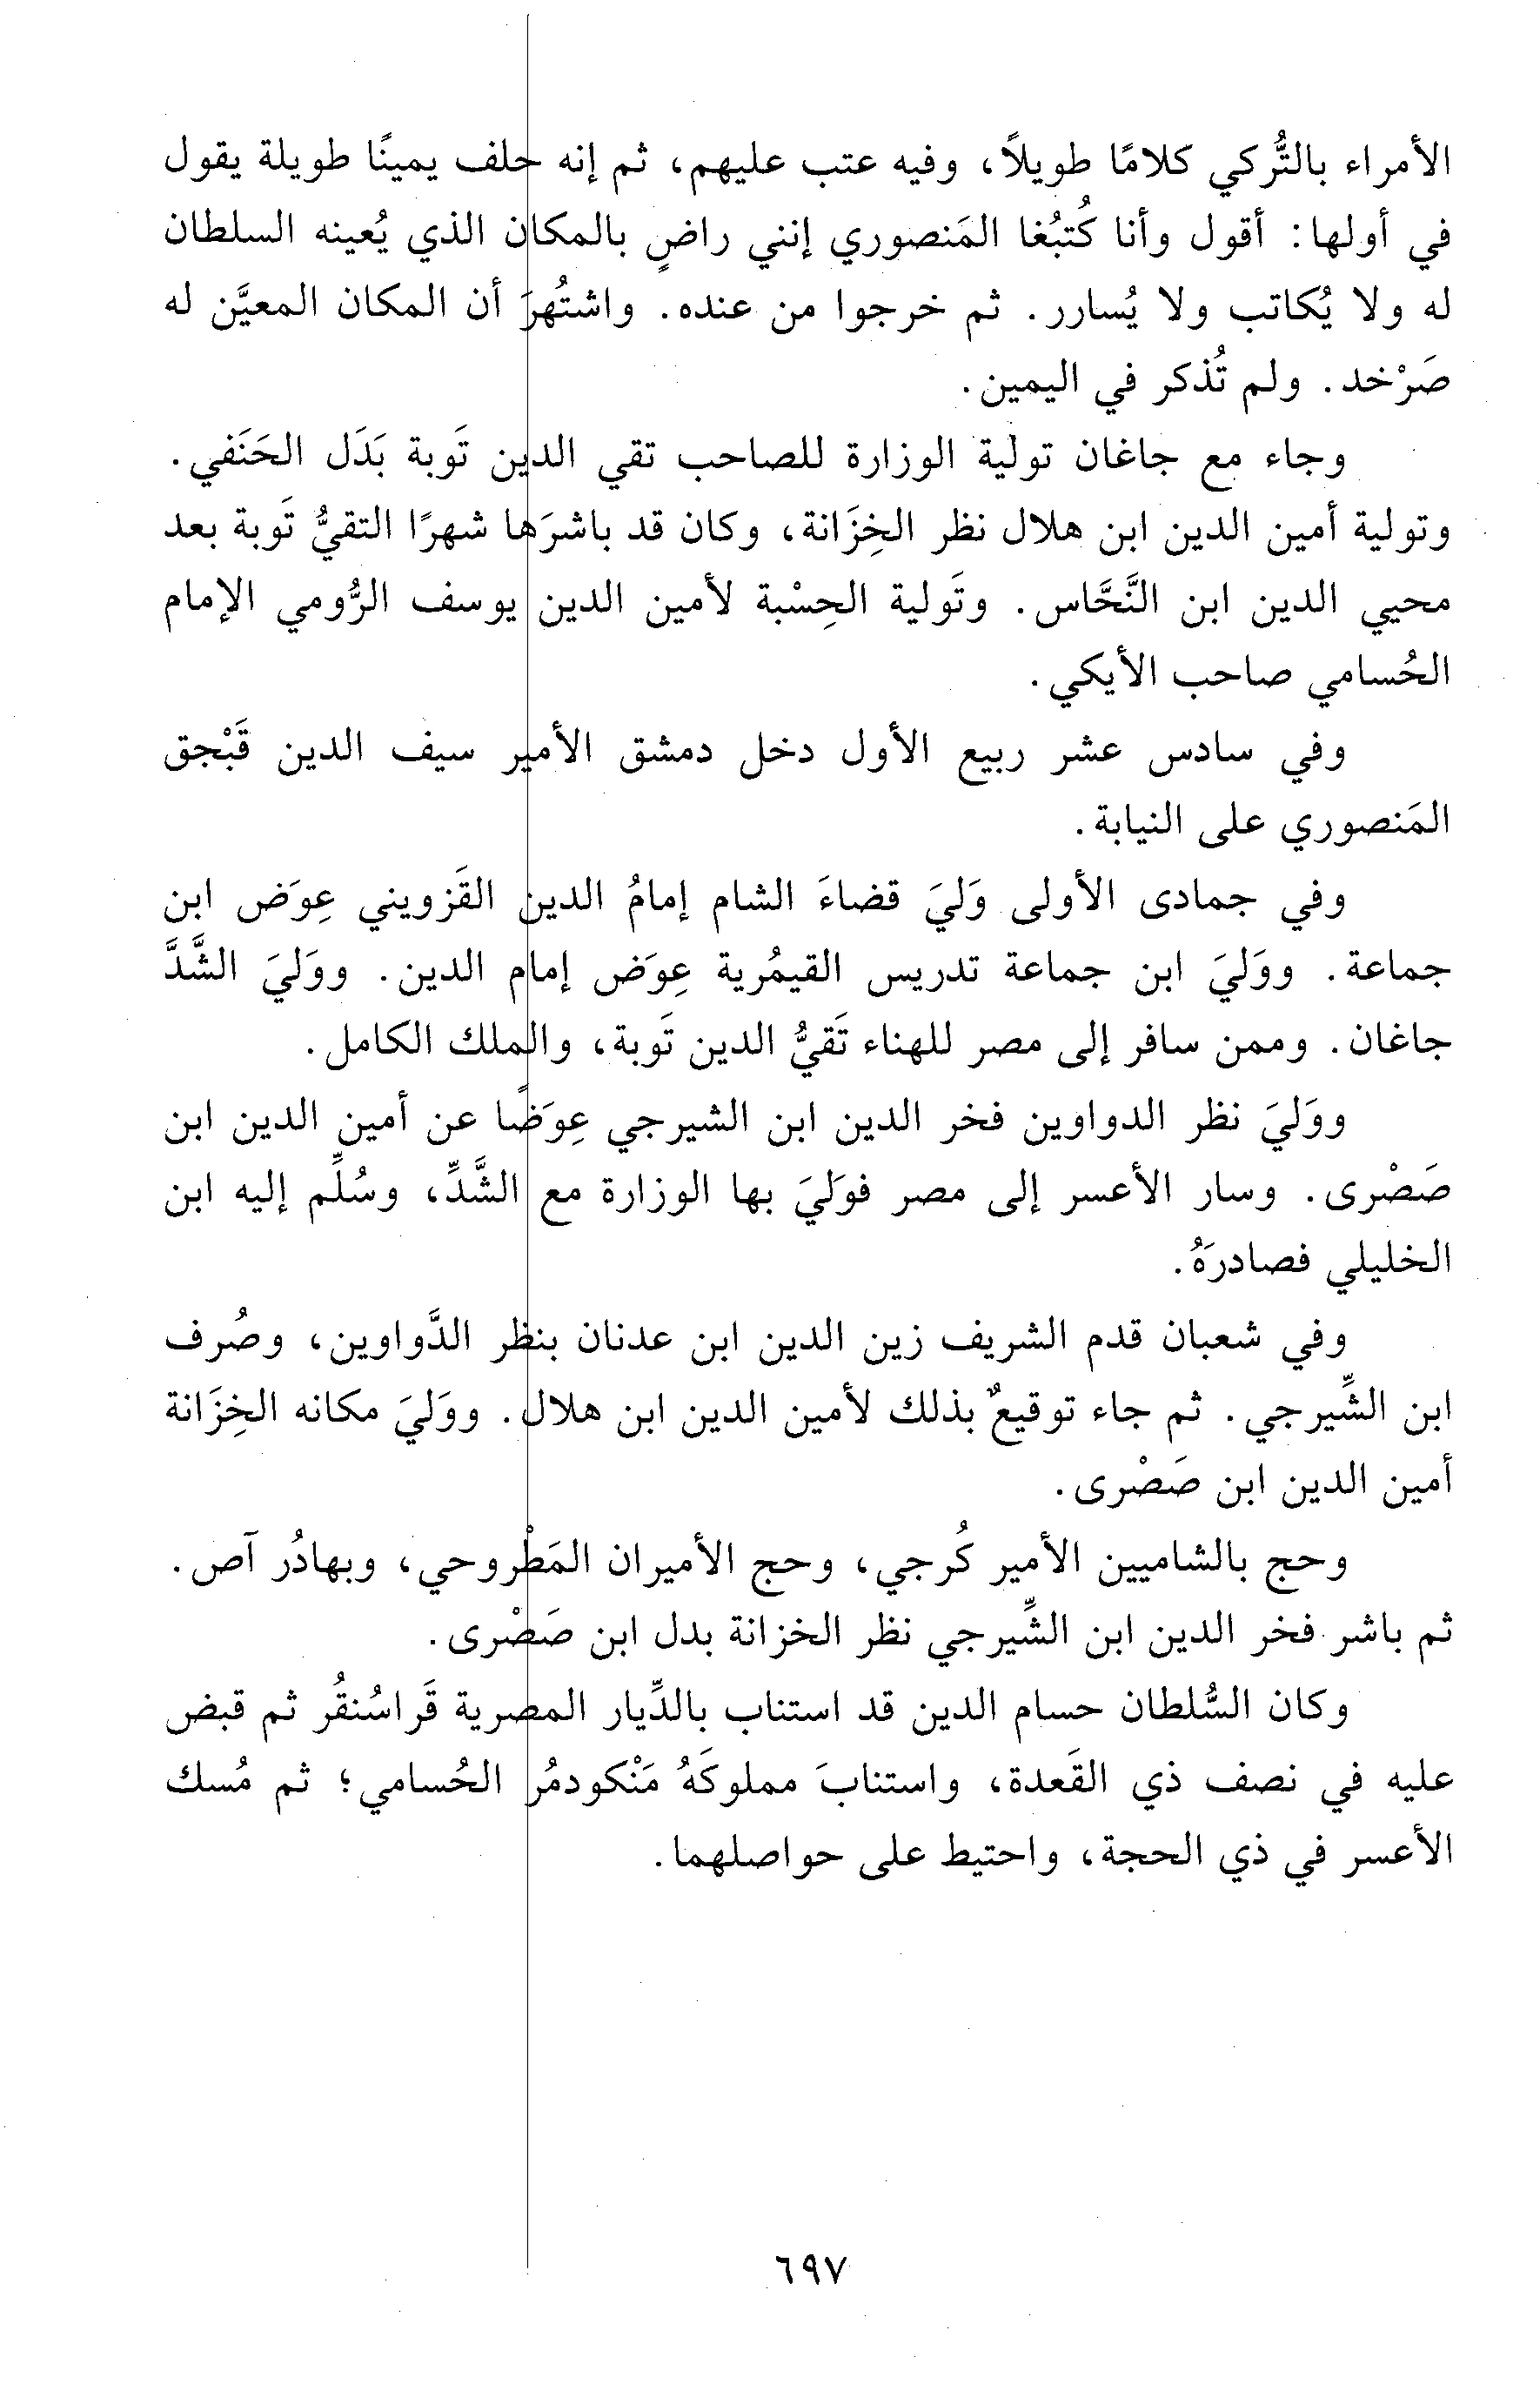 الأمراء بالتُّركي كلامًا طويلاً، وفيه عتب عليهم، ثم إنه حلف يمينًا طويلة يقول
في أولها: أقول وأنا كُتبُغا المَنصوري إنني راضٍ بالمكان الذي يُعينه السلطان
له ولا يُكاتب ولا يُسارر. ثم خرجوا من عنده. واشتُهرَ أن المكان المعيَّن له
صَرْخد. ولم تُذكر في اليمين.
وجاء مع جاغان تولية الوزارة للصاحب تقي الدين تَوبة بَدَل الحَنَفي.
وتولية أمين الدين ابن هلال نظر الخِزَانة، وكان قد باشرَها شهرًا التقيُّ تَوبة بعد
محيي الدين ابن النَّحَّاس. وتَولية الحِسْبة لأمين الدين يوسف الرُّومي الإمام
الحُسامي صاحب الأيكي.
وفي سادس عشر ربيع الأول دخل دمشق الأمير سيف الدين قَبْجق
المَنصوري على النيابة.
وفي جمادى الأولى وَليَ قضاءَ الشام إمامُ الدين القَزويني عِوَض ابن
جماعة. ووَليَ ابن جماعة تدريس القيمُرية عِوَض إمام الدين. ووَليَ الشَّدَّ
جاغان. وممن سافر إلى مصر للهناء تَقيُّ الدين تَوبة، والملك الكامل.
ووَليَ نظر الدواوين فخر الدين ابن الشيرجي عِوَضًا عن أمين الدين ابن
صَصْرى. وسار الأعسر إلى مصر فوَليَ بها الوزارة مع الشَّدِّ، وسُلِّم إليه ابن
الخليلي فصادرَهُ.
وفي شعبان قدم الشريف زين الدين ابن عدنان بنظر الدَّواوين، وصُرف
ابن الشِّيرجي. ثم جاء توقيعٌ بذلك لأمين الدين ابن هلال. ووَليَ مكانه الخِزَانة
أمين الدين ابن صَصْرى.
وحج بالشاميين الأمير كُرجي، وحج الأميران المَطْروحي، وبهادُر آص.
ثم باشر فخر الدين ابن الشِّيرجي نظر الخزانة بدل ابن صَصْرى.
وكان السُّلطان حسام الدين قد استناب بالدِّيار المصرية قَراسُنقُر ثم قبض
عليه في نصف ذي القَعدة، واستنابَ مملوكَهُ مَنْكودمُر الحُسامي؛ ثم مُسك
الأعسر في ذي الحجة، واحتيط على حواصلهما.
٦٩٧